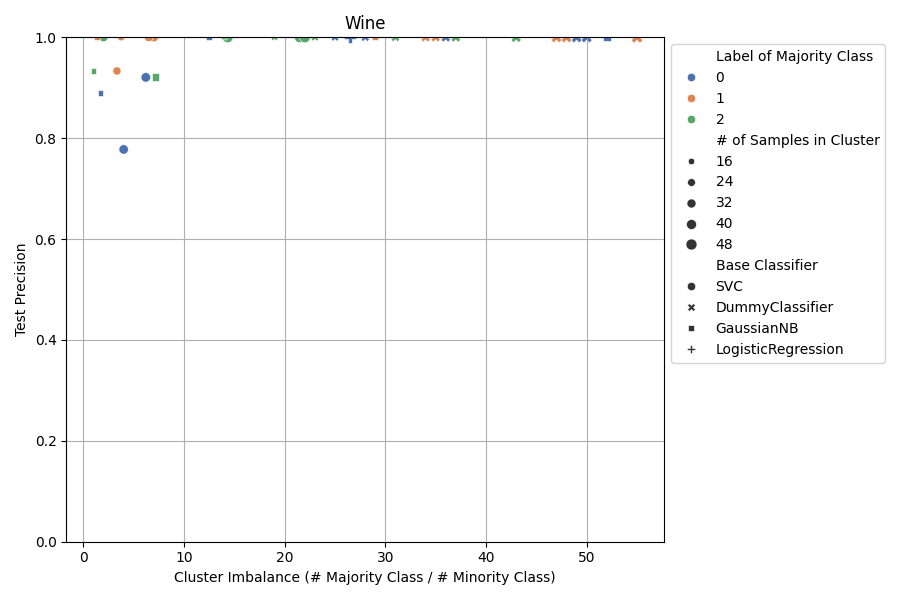 Wine
1.0
0.8
0.6
0.4
0.2
0.0
Test Precision
0 10 20 30 40 50
Cluster Imbalance (# Majority Class / # Minority Class)
Label of Majority Class
0
1
2
# of Samples in Cluster
16
24
32
40
48
Base Classifier
SVC
DummyClassifier
GaussianNB
LogisticRegression